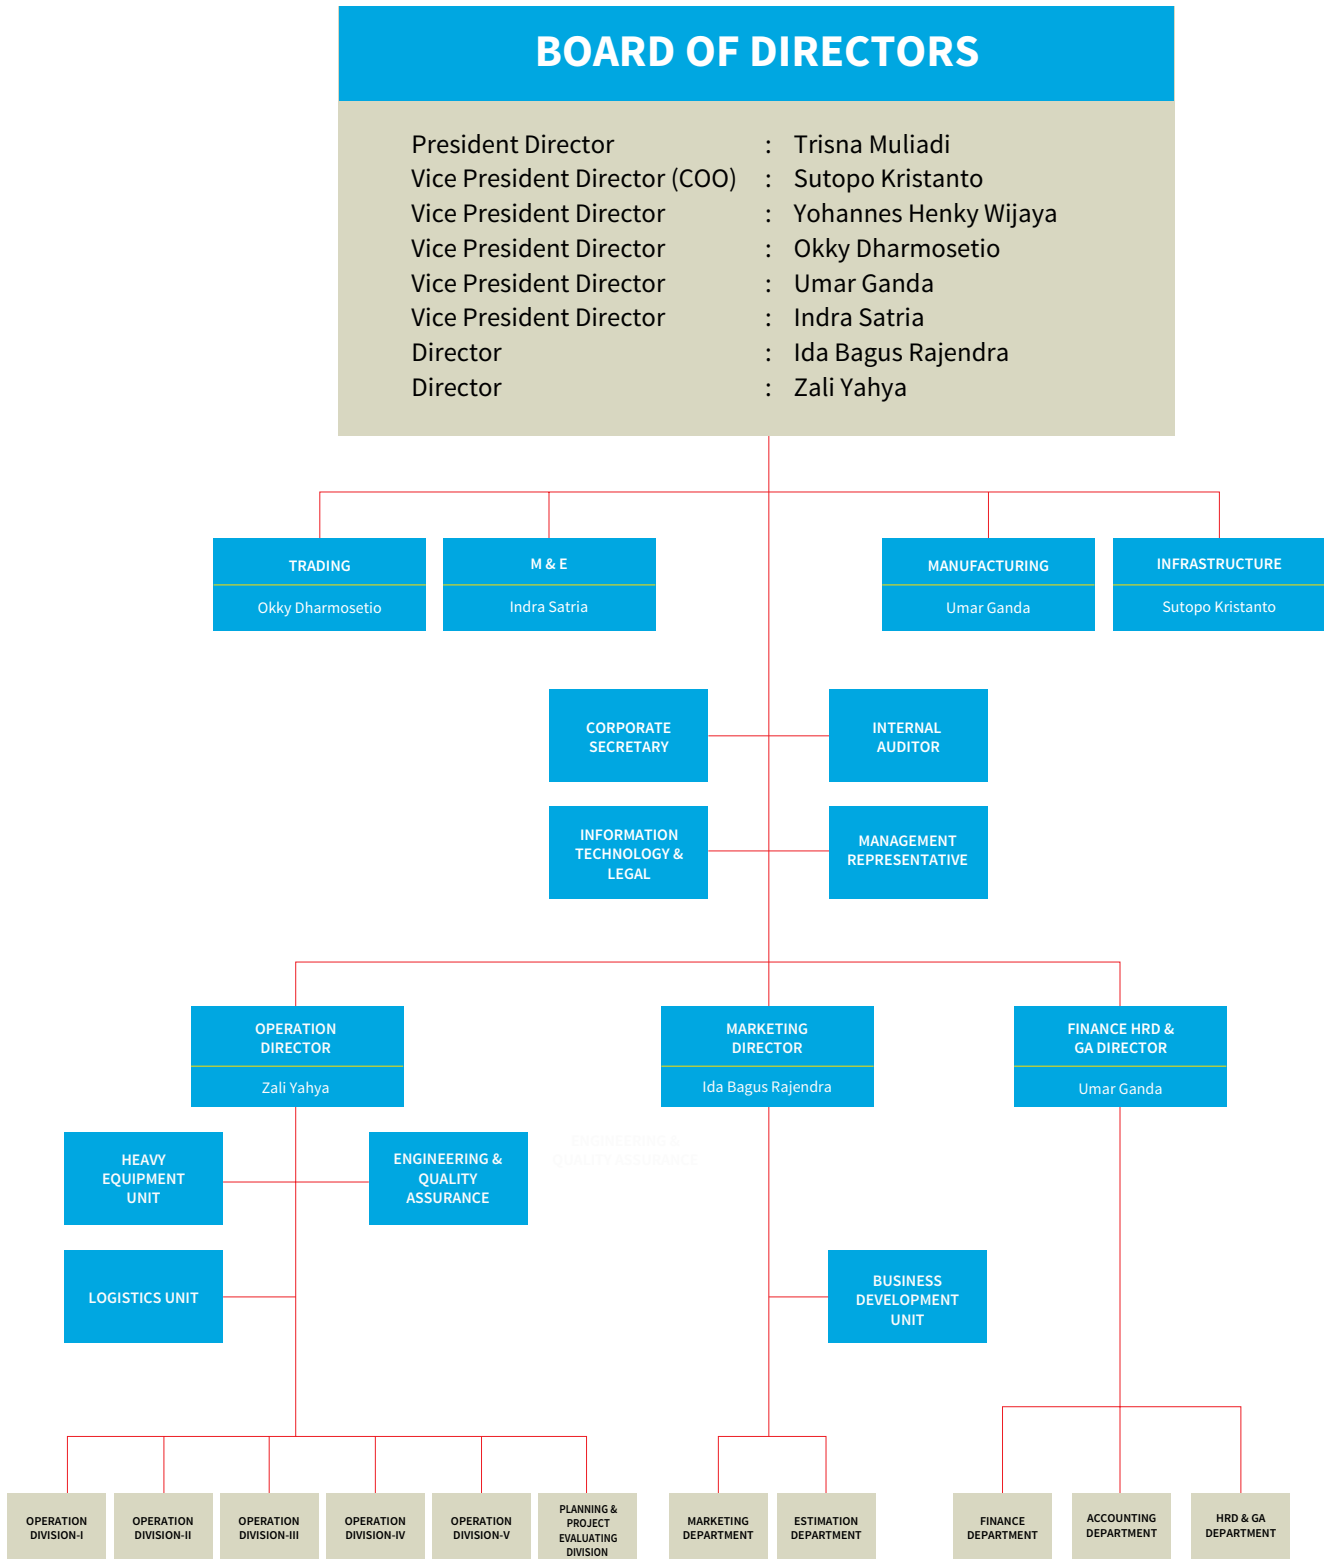 BOARD OF DIRECTORS
President Director : Trisna Muliadi
Vice President Director (COO) : Sutopo Kristanto
Vice President Director : Yohannes Henky Wijaya
Vice President Director : Okky Dharmosetio
Vice President Director : Umar Ganda
Vice President Director : Indra Satria
Director : Ida Bagus Rajendra
Director : Zali Yahya
TRADING
Okky Dharmosetio
M & E
Indra Satria
MANUFACTURING
Umar Ganda
INFRASTRUCTURE
Sutopo Kristanto
CORPORATE
SECRETARY
INTERNAL
AUDITOR
INFORMATION
TECHNOLOGY &
LEGAL
MANAGEMENT
REPRESENTATIVE
OPERATION
DIRECTOR
Zali Yahya
MARKETING
DIRECTOR
Ida Bagus Rajendra
FINANCE HRD &
GA DIRECTOR
Umar Ganda
HEAVY
EQUIPMENT
UNIT
ENGINEERING &
QUALITY
ASSURANCE
ENGINEERING &
QUALITY ASSURANCE
LOGISTICS UNIT
BUSINESS
DEVELOPMENT
UNIT
OPERATION
DIVISION-I
OPERATION
DIVISION-II
OPERATION
DIVISION-III
OPERATION
DIVISION-IV
OPERATION
DIVISION-V
PLANNING &
PROJECT
EVALUATING
DIVISION
MARKETING
DEPARTMENT
ESTIMATION
DEPARTMENT
FINANCE
DEPARTMENT
ACCOUNTING
DEPARTMENT
HRD & GA
DEPARTMENT